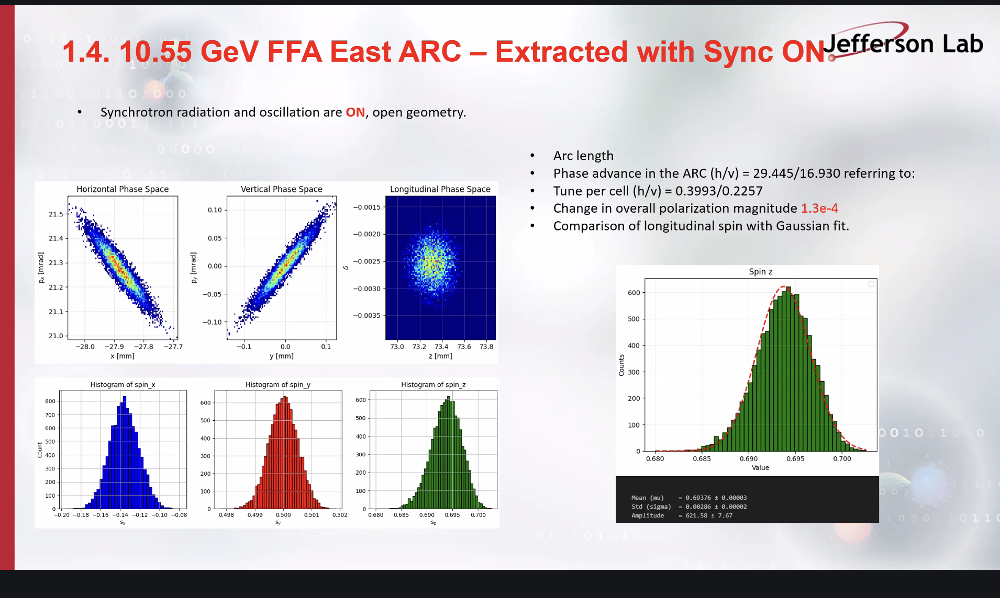 1.4. 10.55 GeV FFA East ARC – Extracted with Sync ON
Jefferson Lab
• Synchrotron radiation and oscillation are ON, open geometry.
• Arc length
• Phase advance in the ARC (h/v) = 29.445/16.930 referring to:
• Tune per cell (h/v) = 0.3993/0.2257
• Change in overall polarization magnitude 1.3e-4
• Comparison of longitudinal spin with Gaussian fit.
Horizontal Phase Space
21.5
21.4
21.3
21.2
21.1
21.0
pₓ [mrad]
−28.0 −27.9 −27.8 −27.7
x [mm]
Vertical Phase Space
0.10
0.05
0.00
−0.05
−0.10
p_y [mrad]
−0.1 0.0 0.1
y [mm]
Longitudinal Phase Space
−0.0015
−0.0020
−0.0025
−0.0030
−0.0035
δ
73.0 73.2 73.4 73.6 73.8
z [mm]
Histogram of spin_x
800
700
600
500
400
300
200
100
0
Count
−0.20 −0.18 −0.16 −0.14 −0.12 −0.10 −0.08
sₓ
Histogram of spin_y
600
500
400
300
200
100
0
0.498 0.499 0.500 0.501 0.502
s_y
Histogram of spin_z
600
500
400
300
200
100
0
0.680 0.685 0.690 0.695 0.700
s_z
Spin z
600
500
400
300
200
100
0
Counts
0.680 0.685 0.690 0.695 0.700
Value
Mean (mu) = 0.69376 ± 0.00003
Std (sigma) = 0.00286 ± 0.00002
Amplitude = 621.58 ± 7.67